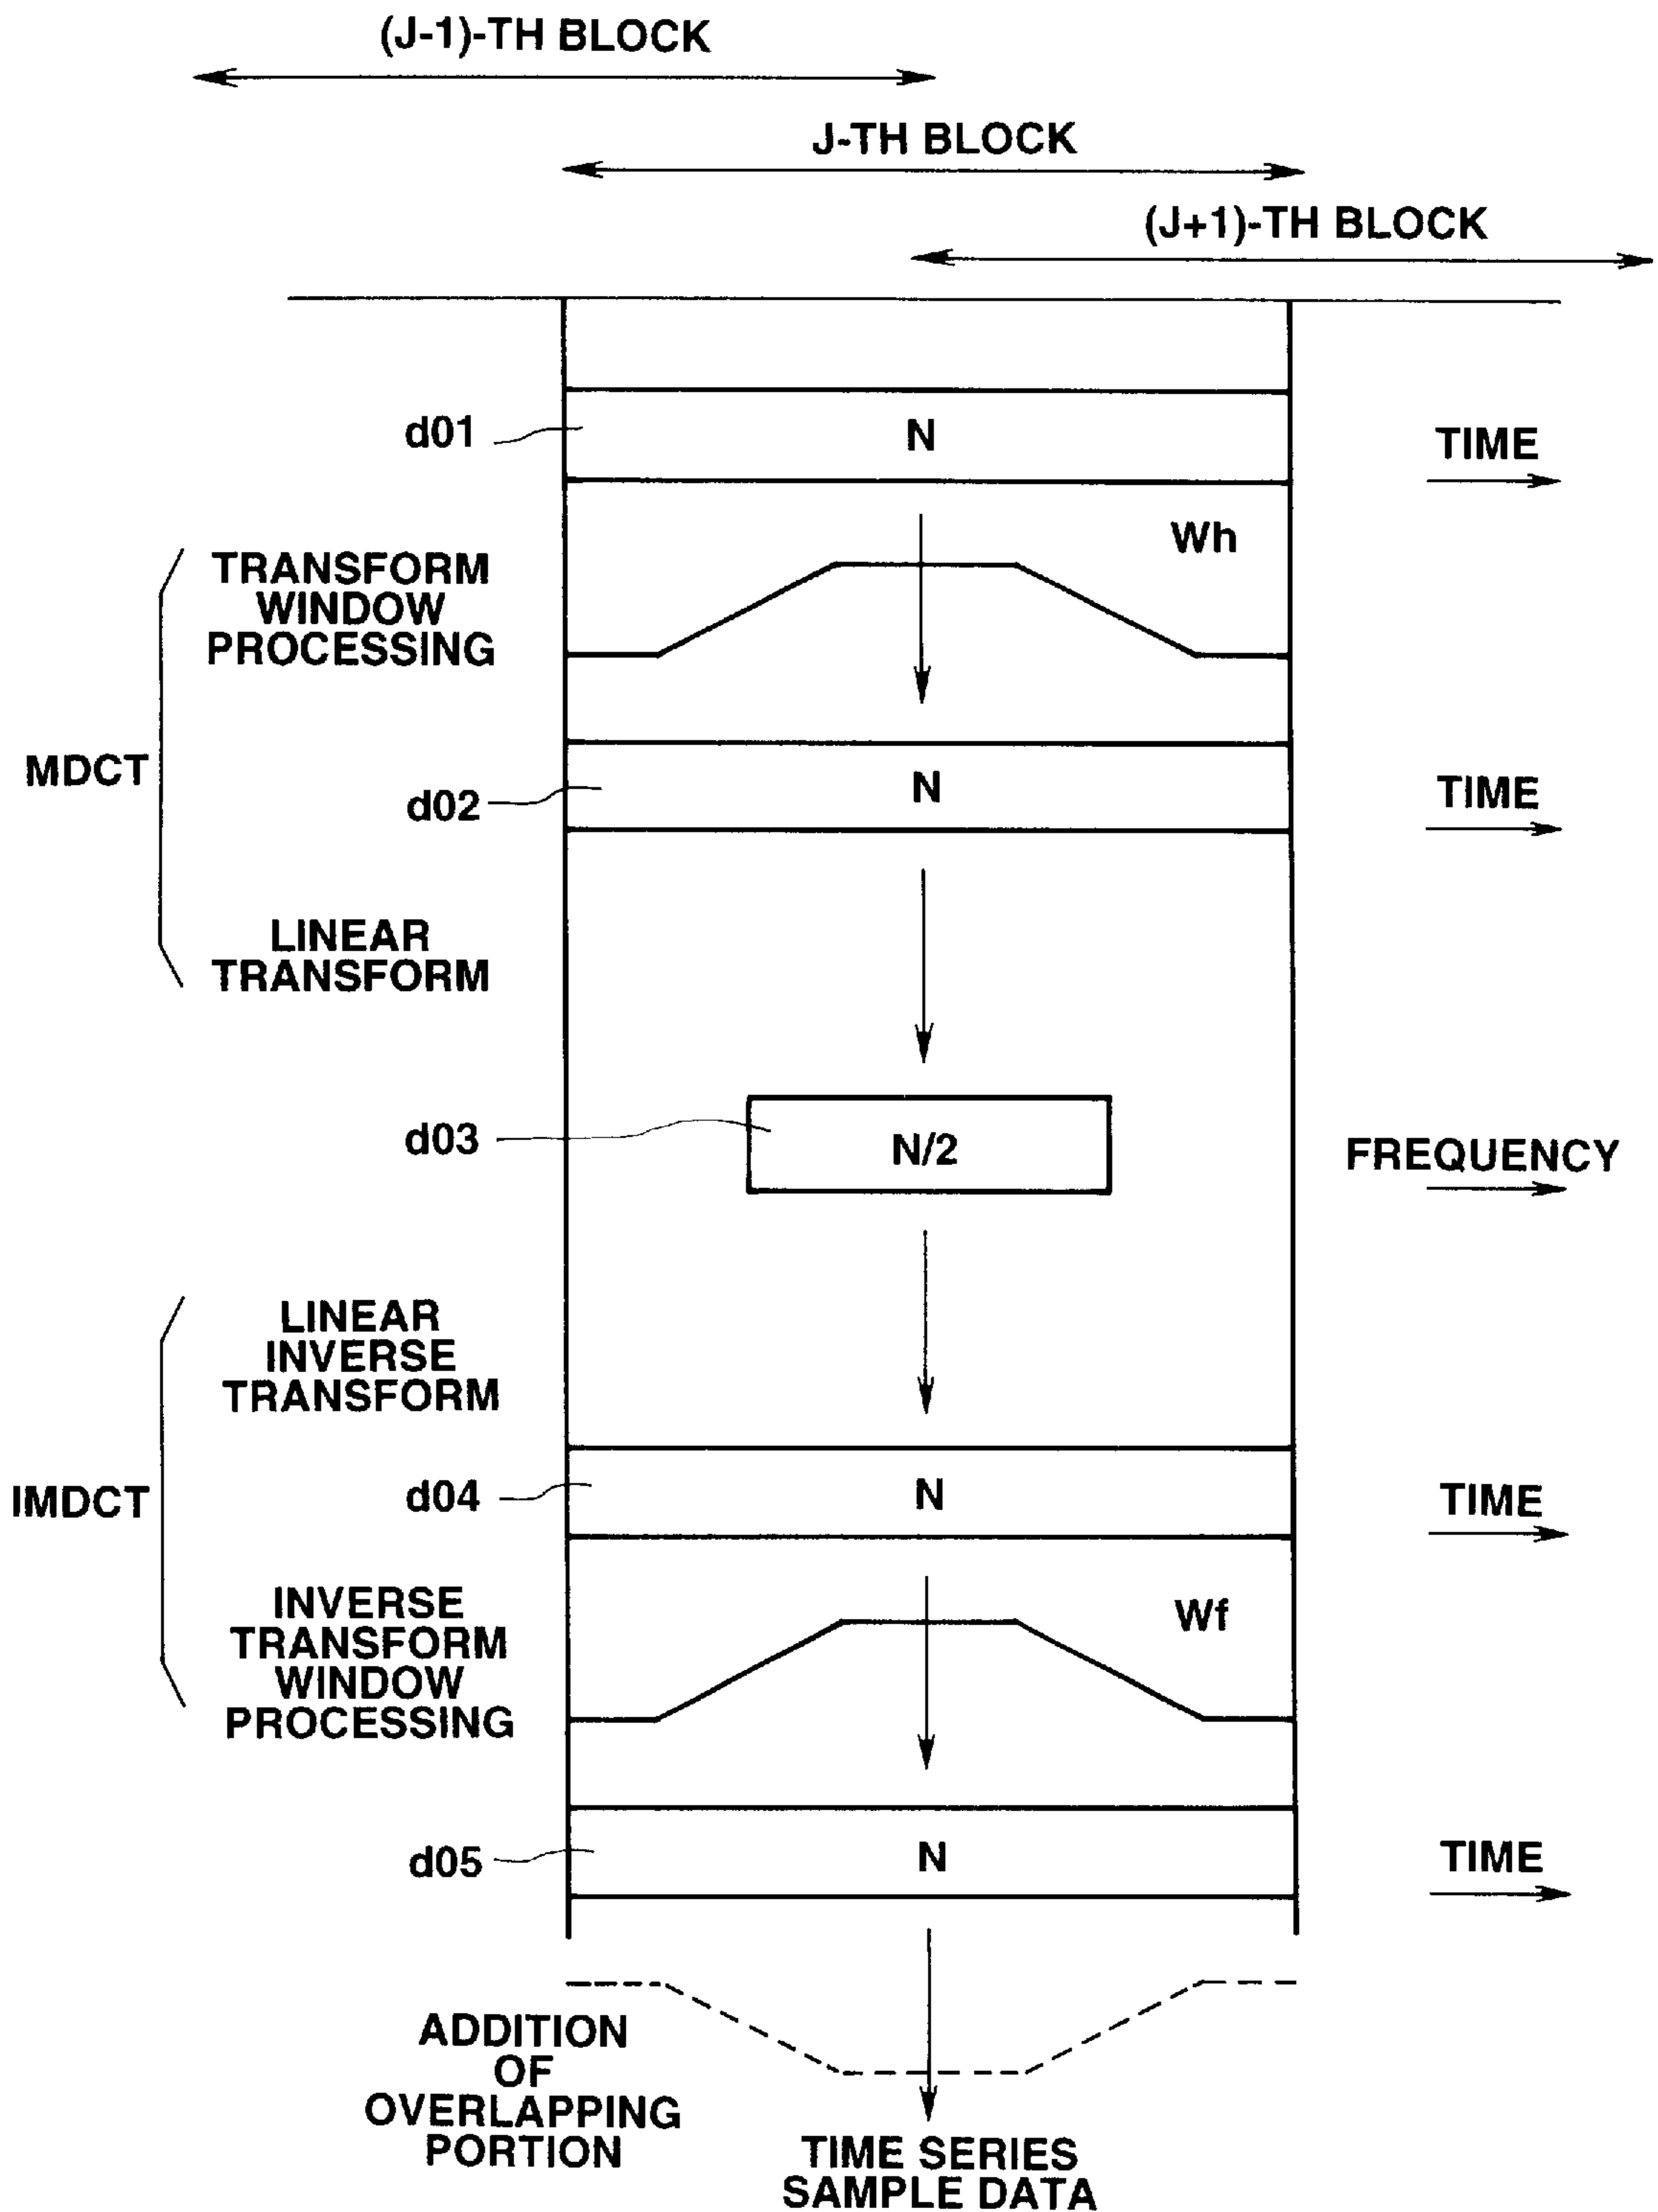 (J-1)-TH BLOCK
J-TH BLOCK
(J+1)-TH BLOCK
d01
N
TIME
Wh
TRANSFORM
WINDOW
PROCESSING
MDCT
d02
N
TIME
LINEAR
TRANSFORM
d03
N/2
FREQUENCY
LINEAR
INVERSE
TRANSFORM
IMDCT
d04
N
TIME
INVERSE
TRANSFORM
WINDOW
PROCESSING
Wf
d05
N
TIME
ADDITION
OF
OVERLAPPING
PORTION
TIME SERIES
SAMPLE DATA